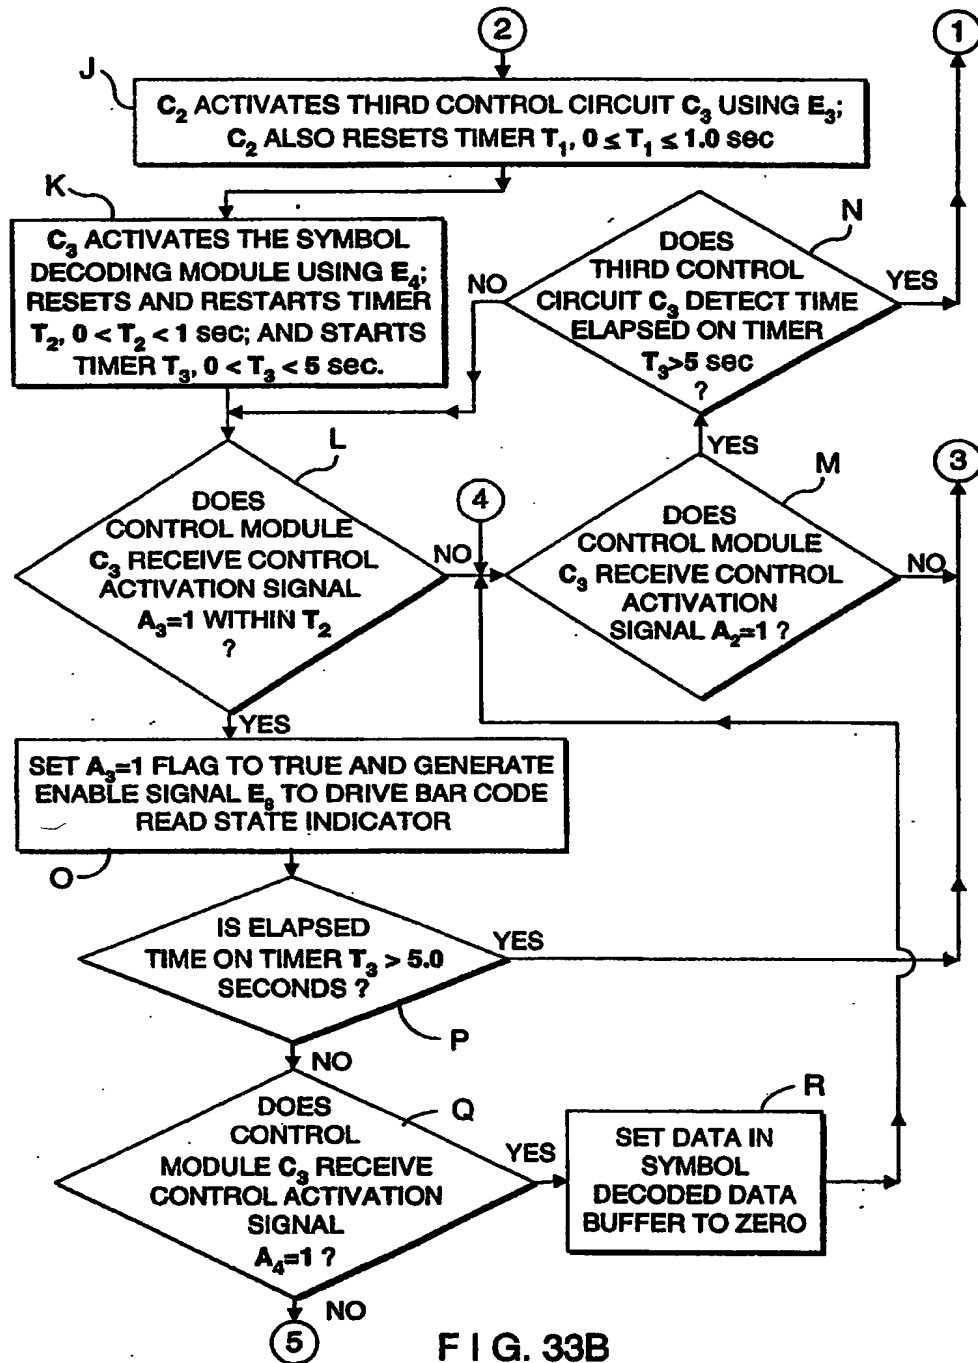 2
1
J
C₂ ACTIVATES THIRD CONTROL CIRCUIT C₃ USING E₃;
C₂ ALSO RESETS TIMER T₁, 0 ≤ T₁ ≤ 1.0 sec
K
C₃ ACTIVATES THE SYMBOL
DECODING MODULE USING E₄;
RESETS AND RESTARTS TIMER
T₂, 0 < T₂ < 1 sec; AND STARTS
TIMER T₃, 0 < T₃ < 5 sec.
N
DOES
THIRD CONTROL
CIRCUIT C₃ DETECT TIME
ELAPSED ON TIMER
T₃>5 sec
?
NO
YES
L
DOES
CONTROL MODULE
C₃ RECEIVE CONTROL
ACTIVATION SIGNAL
A₃=1 WITHIN T₂
?
NO
YES
4
M
DOES
CONTROL MODULE
C₃ RECEIVE CONTROL
ACTIVATION
SIGNAL A₂=1 ?
YES
NO
3
SET A₃=1 FLAG TO TRUE AND GENERATE
ENABLE SIGNAL E₈ TO DRIVE BAR CODE
READ STATE INDICATOR
O
IS ELAPSED
TIME ON TIMER T₃ > 5.0
SECONDS ?
YES
P
NO
DOES
CONTROL
MODULE C₃ RECEIVE
CONTROL ACTIVATION
SIGNAL
A₄=1 ?
Q
YES
R
SET DATA IN
SYMBOL
DECODED DATA
BUFFER TO ZERO
NO
5
F I G. 33B